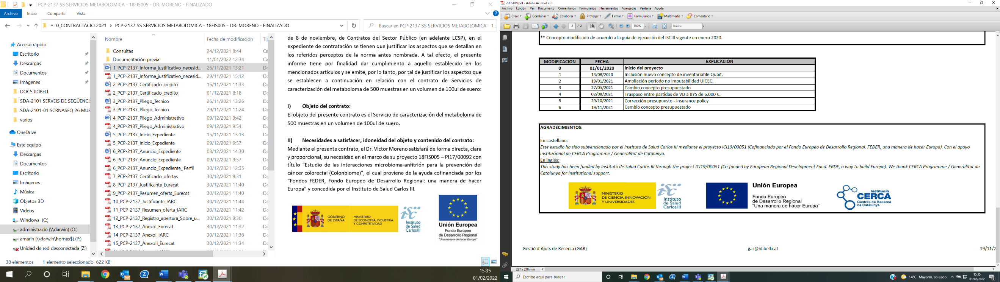 PCP-2137 SS SERVICIOS METABOLOMICA - 18FIS005 - DR. MORENO - FINALIZADO
Archivo Inicio Compartir Vista
« 0_CONTRACTACIO 2021 > PCP-2137 SS SERVICIOS METABOLOMICA - 18FIS005 - DR. MORENO - FINALIZADO
Buscar en PCP-2137 SS SERVICIOS METABOLOMICA - 1...
Acceso rápido
Escritorio
Descargas
Documentos
Imágenes
DOCS IDIBELL
SDA-2101 SERVEIS DE SEQÜENCI
SDA-2101-01 SCRNASEQ 26 MUE
varios
OneDrive
Este equipo
Descargas
Documentos
Escritorio
Imágenes
Música
Objetos 3D
Vídeos
Windows (C:)
administracio (\\darwin) (O:)
amarin (\\darwin\homes$) (P:)
Unidad de red desconectada (Z:)
Nombre Fecha de modificación Tip
Consultas 24/12/2021 8:44 Ca
Documentación previa 11/01/2022 12:34 Ca
1_PCP-2137_Informe_justificativo_necesid... 26/11/2021 13:21 Do
1_PCP-2137_Informe_justificativo_necesid... 29/11/2021 15:12 Do
2_PCP-2137_Certificado_credito 15/11/2021 11:33 Do
2_PCP-2137_Certificado_credito 01/12/2021 8:18 Do
3_PCP-2137_Pliego_Tecnico 26/11/2021 13:26 Do
3_PCP-2137_Pliego_Tecnico 29/11/2021 11:24 Do
4_PCP-2137_Pliego_Administrativo 09/12/2021 9:42 Do
4_PCP-2137_Pliego_Administrativo 09/12/2021 9:54 Do
5_PCP-2137_Inicio_Expediente 15/11/2021 13:13 Do
5_PCP-2137_Inicio_Expediente 09/12/2021 9:57 Do
6_PCP-2137_Anuncio_Expediente 03/12/2021 14:30 Do
6_PCP-2137_Anuncio_Expediente 09/12/2021 9:57 Do
6_PCP-2137_Anuncio_Expediente_ Perfil 30/12/2021 12:35 Do
7_PCP-2137_Certificado_ofertas 30/12/2021 9:31 Do
8_PCP-2137_Justificante_Eurecat 30/12/2021 11:40 Do
9_PCP-2137_Resumen_oferta_Eurecat 30/12/2021 11:40 Do
10_PCP-2137_Justificante_IARC 30/12/2021 11:44 Do
11_PCP-2137_Resumen_oferta_IARC 30/12/2021 11:42 Do
12_PCP-2137_Registro_apertura_Sobre_u... 30/12/2021 9:30 Do
13_PCP-2137_AnexoI_Eurecat 30/12/2021 11:32 Do
14_PCP-2137_AnexoI_IARC 30/12/2021 11:36 Do
15_PCP-2137_AnexoII_Eurecat 30/12/2021 11:34 Do
38 elementos 1 elemento seleccionado 622 KB
de 8 de noviembre, de Contratos del Sector Público (en adelante LCSP), en el
expediente de contratación se tienen que justificar los aspectos que se detallan en
los referidos perceptos de la norma antes nombrada. A tal efecto, el presente
informe tiene por finalidad dar cumplimiento a aquello establecido en los
mencionados artículos y se emite, por lo tanto, por tal de justificar los aspectos que
se establecen a continuación en relación con el contrato de Servicios de
caracterización del metaboloma de 500 muestras en un volumen de 100ul de suero:
I) Objeto del contrato:
El objeto del presente contrato es el Servicio de caracterización del metaboloma de
500 muestras en un volumen de 100ul de suero.
II) Necesidades a satisfacer, idoneidad del objeto y contenido del contrato:
Mediante el presente contrato, el Dr. Victor Moreno satisfará de forma directa, clara
y proporcional, su necesidad en el marco de su proyecto 18FIS005 – PI17/00092 con
título “Estudio de las interacciones microbioma-anfitrión para la prevención del
cáncer colorectal (Colonbiome)”, el cual proviene de la ayuda cofinanciada por los
“Fondos FEDER, Fondo Europeo de Desarrollo Regional: una manera de hacer
Europa” y concedida por el Instituto de Salud Carlos III.
GOBIERNO
DE ESPAÑA
MINISTERIO
DE ECONOMÍA, INDUSTRIA
Y COMPETITIVIDAD
isc
Instituto
de Salud
Carlos III
Unión Europea
Fondo Europeo
de Desarrollo Regional
"Una manera de hacer Europa"
15:35
01/02/2022
20FIS039.pdf - Adobe Acrobat Pro
Archivo Edición Ver Documento Comentarios Formularios Herramientas Avanzadas Ventana Ayuda
Crear Combinar Colaborar Proteger Firmar Formularios Multimedia Comentario
2 / 2 150% Buscar
** Concepto modificado de acuerdo a la guía de ejecución del ISCIII vigente en enero 2020.
MODIFICACION FECHA EXPLICACIÓN
0 01/01/2020 Inicio del proyecto
1 13/08/2020 Inclusión nuevo concepto de inventariable Qubit.
2 19/01/2021 Ampliación período no imputabilidad UICEC.
3 27/05/2021 Cambio concepto presupuestado
4 02/08/2021 Traspaso entre partidas de VD a BYS de 6.000 €.
5 29/10/2021 Corrección presupuesto - Insurance policy
6 19/11/2021 Cambio concepto presupuestado
AGRADECIMIENTOS:
En castellano:
Este estudio ha sido subvencionado por el Instituto de Salud Carlos III mediante el proyecto ICI19/00051 (Cofinanciado por el Fondo Europeo de Desarrollo Regional. FEDER, una manera de hacer Europa). Con el apoyo
institucional de CERCA Programme / Generalitat de Catalunya.
En inglés:
This study has been funded by Instituto de Salud Carlos III through the project ICI19/00051 (Co-funded by European Regional Development Fund. ERDF, a way to build Europe). We thank CERCA Programme / Generalitat de
Catalunya for institutional support.
MINISTERIO
DE CIENCIA, INNOVACIÓN
Y UNIVERSIDADES
isc
Instituto
de Salud
Carlos III
Unión Europea
Fondo Europeo
de Desarrollo Regional
"Una manera de hacer Europa"
Institució
CERCA
Centres de Recerca
de Catalunya
Gestió d´Ajuts de Recerca (GAR) gar@idibell.cat 19/11/2
297 x 210 mm
Escribe aquí para buscar
14°C Mayorm. soleado
15:35
01/02/2022